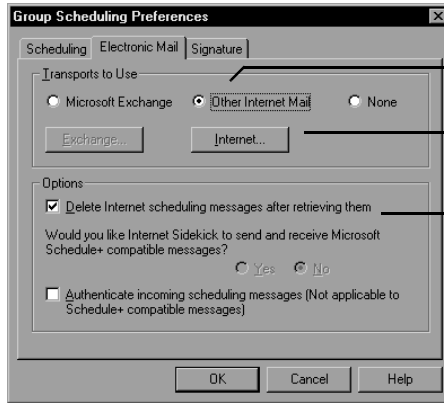 Group Scheduling Preferences
Scheduling Electronic Mail Signature
Transports to Use
Microsoft Exchange Other Internet Mail None
Exchange... Internet...
Options
Delete Internet scheduling messages after retrieving them
Would you like Internet Sidekick to send and receive Microsoft
Schedule+ compatible messages?
Yes No
Authenticate incoming scheduling messages (Not applicable to
Schedule+ compatible messages)
OK Cancel Help